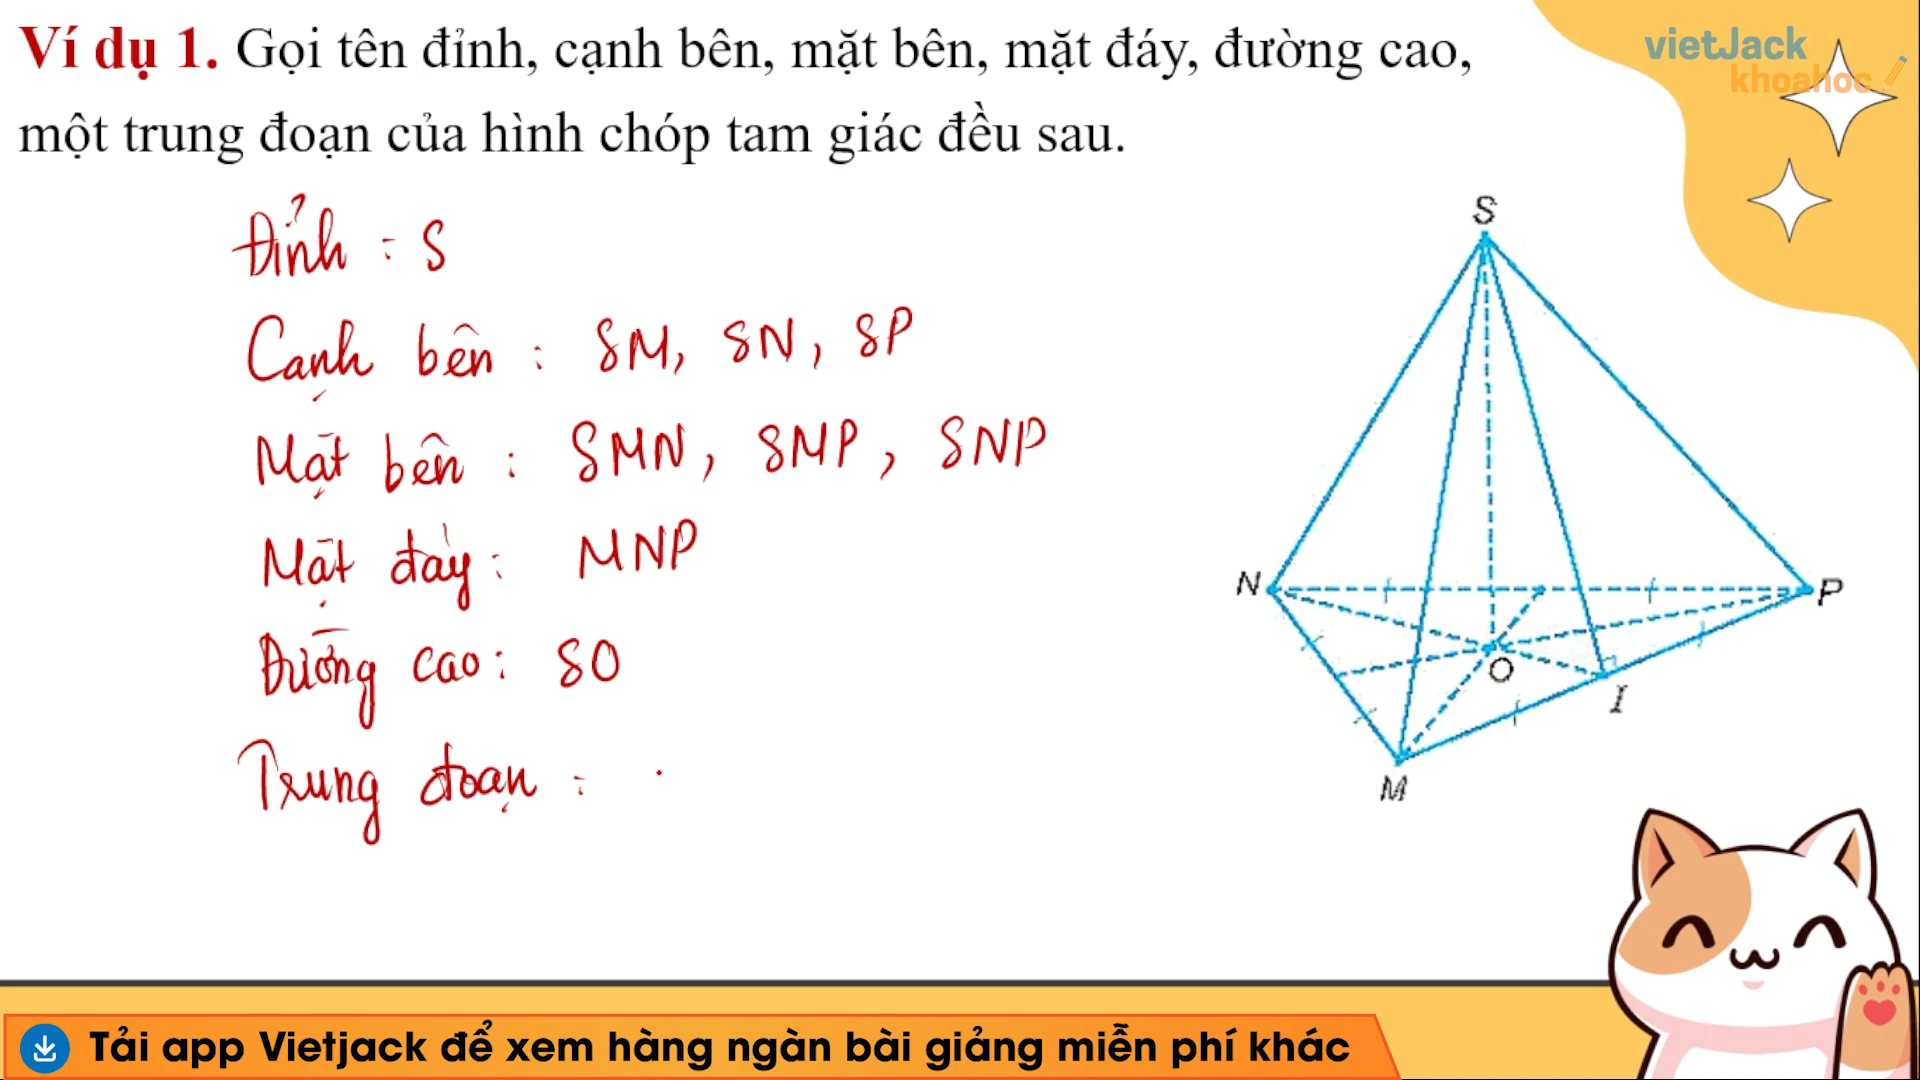 Ví dụ 1. Gọi tên đỉnh, cạnh bên, mặt bên, mặt đáy, đường cao,
một trung đoạn của hình chóp tam giác đều sau.
vietJack
khoahoc
Đỉnh : S
Cạnh bên : SM, SN, SP
Mặt bên : SMN, SMP, SNP
Mặt đáy : MNP
Đường cao : SO
Trung đoạn :
S
N
P
O
I
M
Tải app Vietjack để xem hàng ngàn bài giảng miễn phí khác